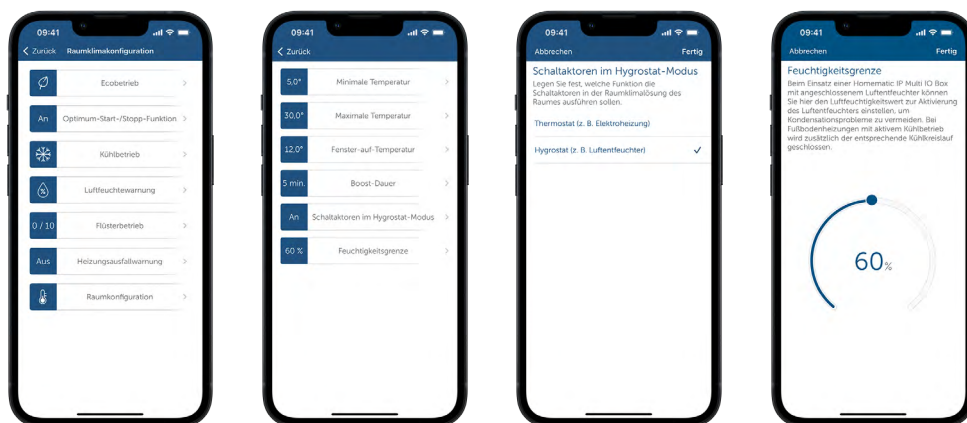 09:41
Zurück Raumklimakonfiguration
Ecobetrieb
An Optimum-Start-/Stopp-Funktion
Kühlbetrieb
% Luftfeuchtewarnung
0 / 10 Flüsterbetrieb
Aus Heizungsausfallwarnung
Raumkonfiguration
09:41
Zurück
5,0° Minimale Temperatur
30.0° Maximale Temperatur
12.0° Fenster-auf-Temperatur
5 min. Boost-Dauer
An Schaltaktoren im Hygrostat-Modus
60 % Feuchtigkeitsgrenze
09:41
Abbrechen Fertig
Schaltaktoren im Hygrostat-Modus
Legen Sie fest, welche Funktion die
Schaltaktoren in der Raumklimalösung des
Raumes ausführen sollen.
Thermostat (z. B. Elektroheizung)
Hygrostat (z. B. Luftentfeuchter)
09:41
Abbrechen Fertig
Feuchtigkeitsgrenze
Beim Einsatz einer Homematic IP Multi IO Box
mit angeschlossenem Luftentfeuchter können
Sie hier den Luftfeuchtigkeitswert zur Aktivierung
des Luftentfeuchters einstellen, um
Kondensationsprobleme zu vermeiden. Bei
Fußbodenheizungen mit aktivem Kühlbetrieb
wird zusätzlich der entsprechende Kühlkreislauf
geschlossen.
60%